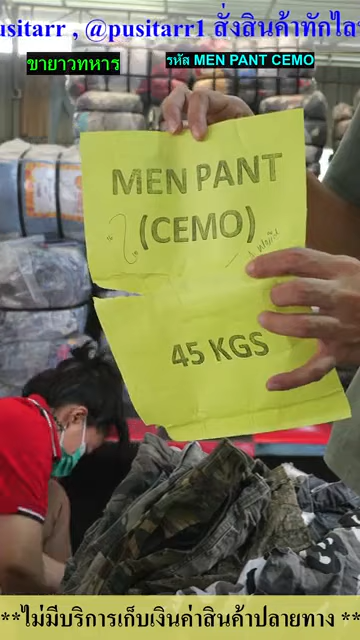 usitarr , @pusitarr1 สั่งสินค้าทักไล
ขายาวทหาร
รหัส MEN PANT CEMO
MEN PANT
(CEMO)
45 KGS
**ไม่มีบริการเก็บเงินค่าสินค้าปลายทาง **